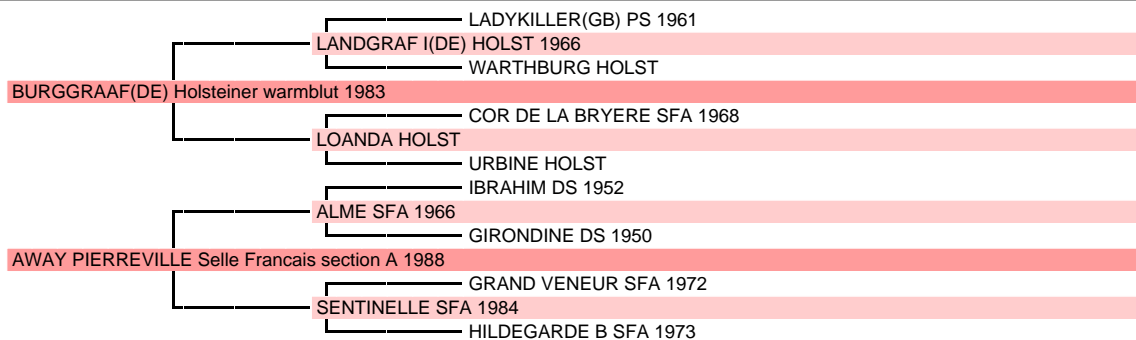 LADYKILLER(GB) PS 1961
LANDGRAF I(DE) HOLST 1966
WARTHBURG HOLST
BURGGRAAF(DE) Holsteiner warmblut 1983
COR DE LA BRYERE SFA 1968
LOANDA HOLST
URBINE HOLST
IBRAHIM DS 1952
ALME SFA 1966
GIRONDINE DS 1950
AWAY PIERREVILLE Selle Francais section A 1988
GRAND VENEUR SFA 1972
SENTINELLE SFA 1984
HILDEGARDE B SFA 1973